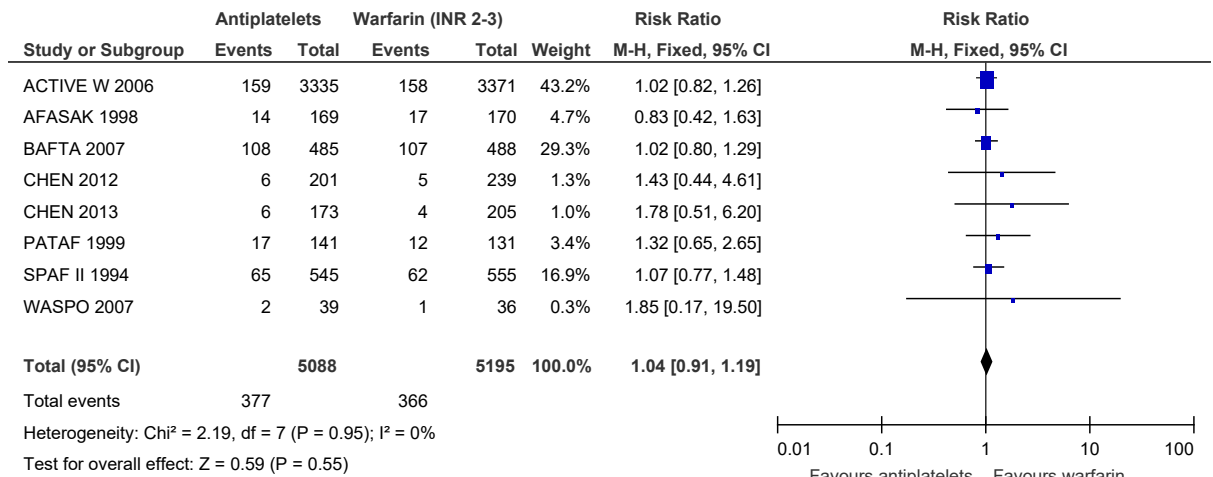 Antiplatelets Warfarin (INR 2-3) Risk Ratio Risk Ratio
Study or Subgroup Events Total Events Total Weight M-H, Fixed, 95% CI M-H, Fixed, 95% CI
ACTIVE W 2006 159 3335 158 3371 43.2% 1.02 [0.82, 1.26]
AFASAK 1998 14 169 17 170 4.7% 0.83 [0.42, 1.63]
BAFTA 2007 108 485 107 488 29.3% 1.02 [0.80, 1.29]
CHEN 2012 6 201 5 239 1.3% 1.43 [0.44, 4.61]
CHEN 2013 6 173 4 205 1.0% 1.78 [0.51, 6.20]
PATAF 1999 17 141 12 131 3.4% 1.32 [0.65, 2.65]
SPAF II 1994 65 545 62 555 16.9% 1.07 [0.77, 1.48]
WASPO 2007 2 39 1 36 0.3% 1.85 [0.17, 19.50]
Total (95% CI) 5088 5195 100.0% 1.04 [0.91, 1.19]
Total events 377 366
Heterogeneity: Chi² = 2.19, df = 7 (P = 0.95); I² = 0%
Test for overall effect: Z = 0.59 (P = 0.55)
0.01 0.1 1 10 100
Favours antiplatelets Favours warfarin